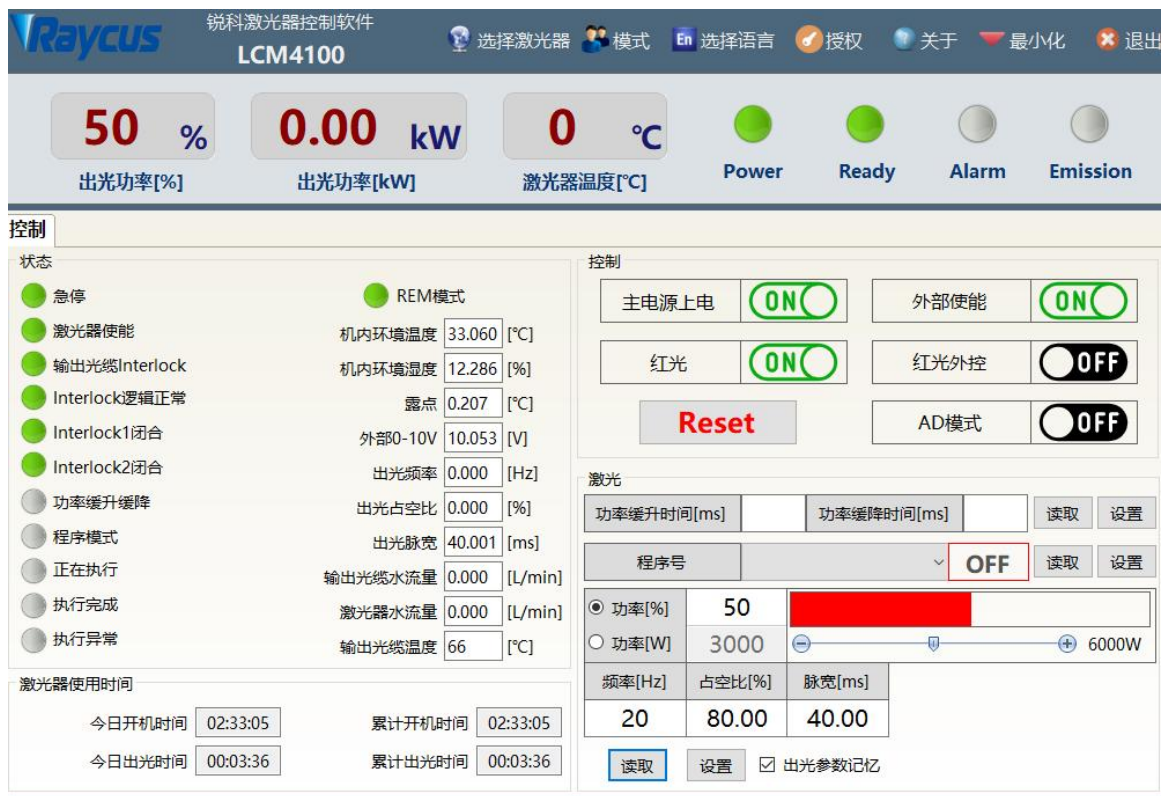 Raycus
锐科激光器控制软件
LCM4100
选择激光器 模式 En 选择语言 授权 关于 最小化 退出
50 % 0.00 kW 0 ℃
出光功率[%] 出光功率[kW] 激光器温度[℃] Power Ready Alarm Emission
控制
状态
急停 REM模式
激光器使能 机内环境温度 33.060 [℃]
输出光缆Interlock 机内环境湿度 12.286 [%]
Interlock逻辑正常 露点 0.207 [℃]
Interlock1闭合 外部0-10V 10.053 [V]
Interlock2闭合 出光频率 0.000 [Hz]
功率缓升缓降 出光占空比 0.000 [%]
程序模式 出光脉宽 40.001 [ms]
正在执行 输出光缆水流量 0.000 [L/min]
执行完成 激光器水流量 0.000 [L/min]
执行异常 输出光缆温度 66 [℃]
激光器使用时间
今日开机时间 02:33:05 累计开机时间 02:33:05
今日出光时间 00:03:36 累计出光时间 00:03:36
控制
主电源上电 ON 外部使能 ON
红光 ON 红光外控 OFF
Reset AD模式 OFF
激光
功率缓升时间[ms] 功率缓降时间[ms] 读取 设置
程序号 OFF 读取 设置
功率[%] 50
功率[W] 3000 6000W
频率[Hz] 占空比[%] 脉宽[ms]
20 80.00 40.00
读取 设置 出光参数记忆